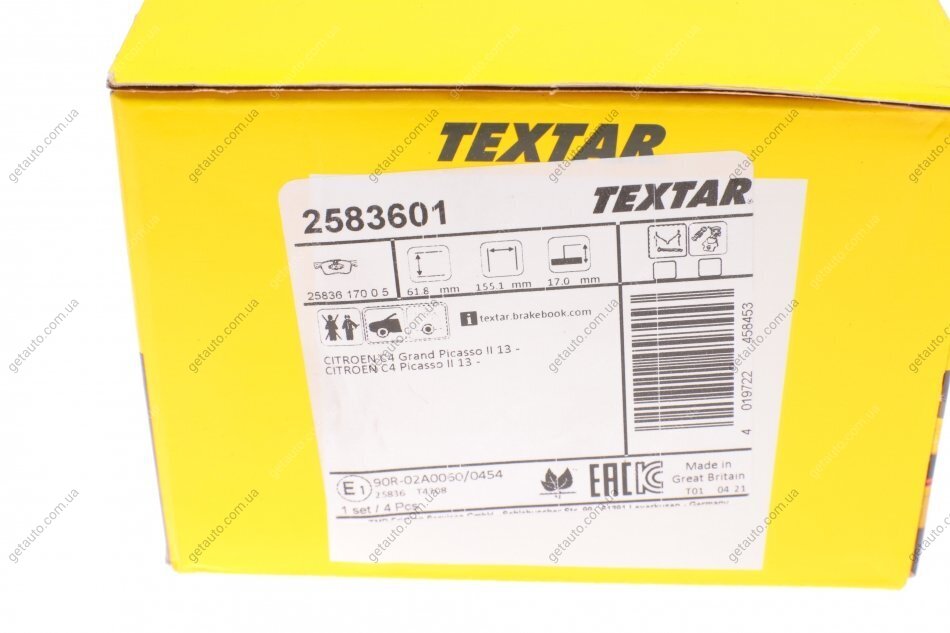 TEXTAR
2583601
TEXTAR
25836 170 0 5
61.8 mm
155.1 mm
17.0 mm
i textar.brakebook.com
CITROEN C4 Grand Picasso II 13 -
CITROEN C4 Picasso II 13 -
4 019722 458453
E1 90R-02A0060/0454
25836 T4108
1 set / 4 Pcs
EAC KC
Made in
Great Britain
T01 04 21
getauto.com.ua